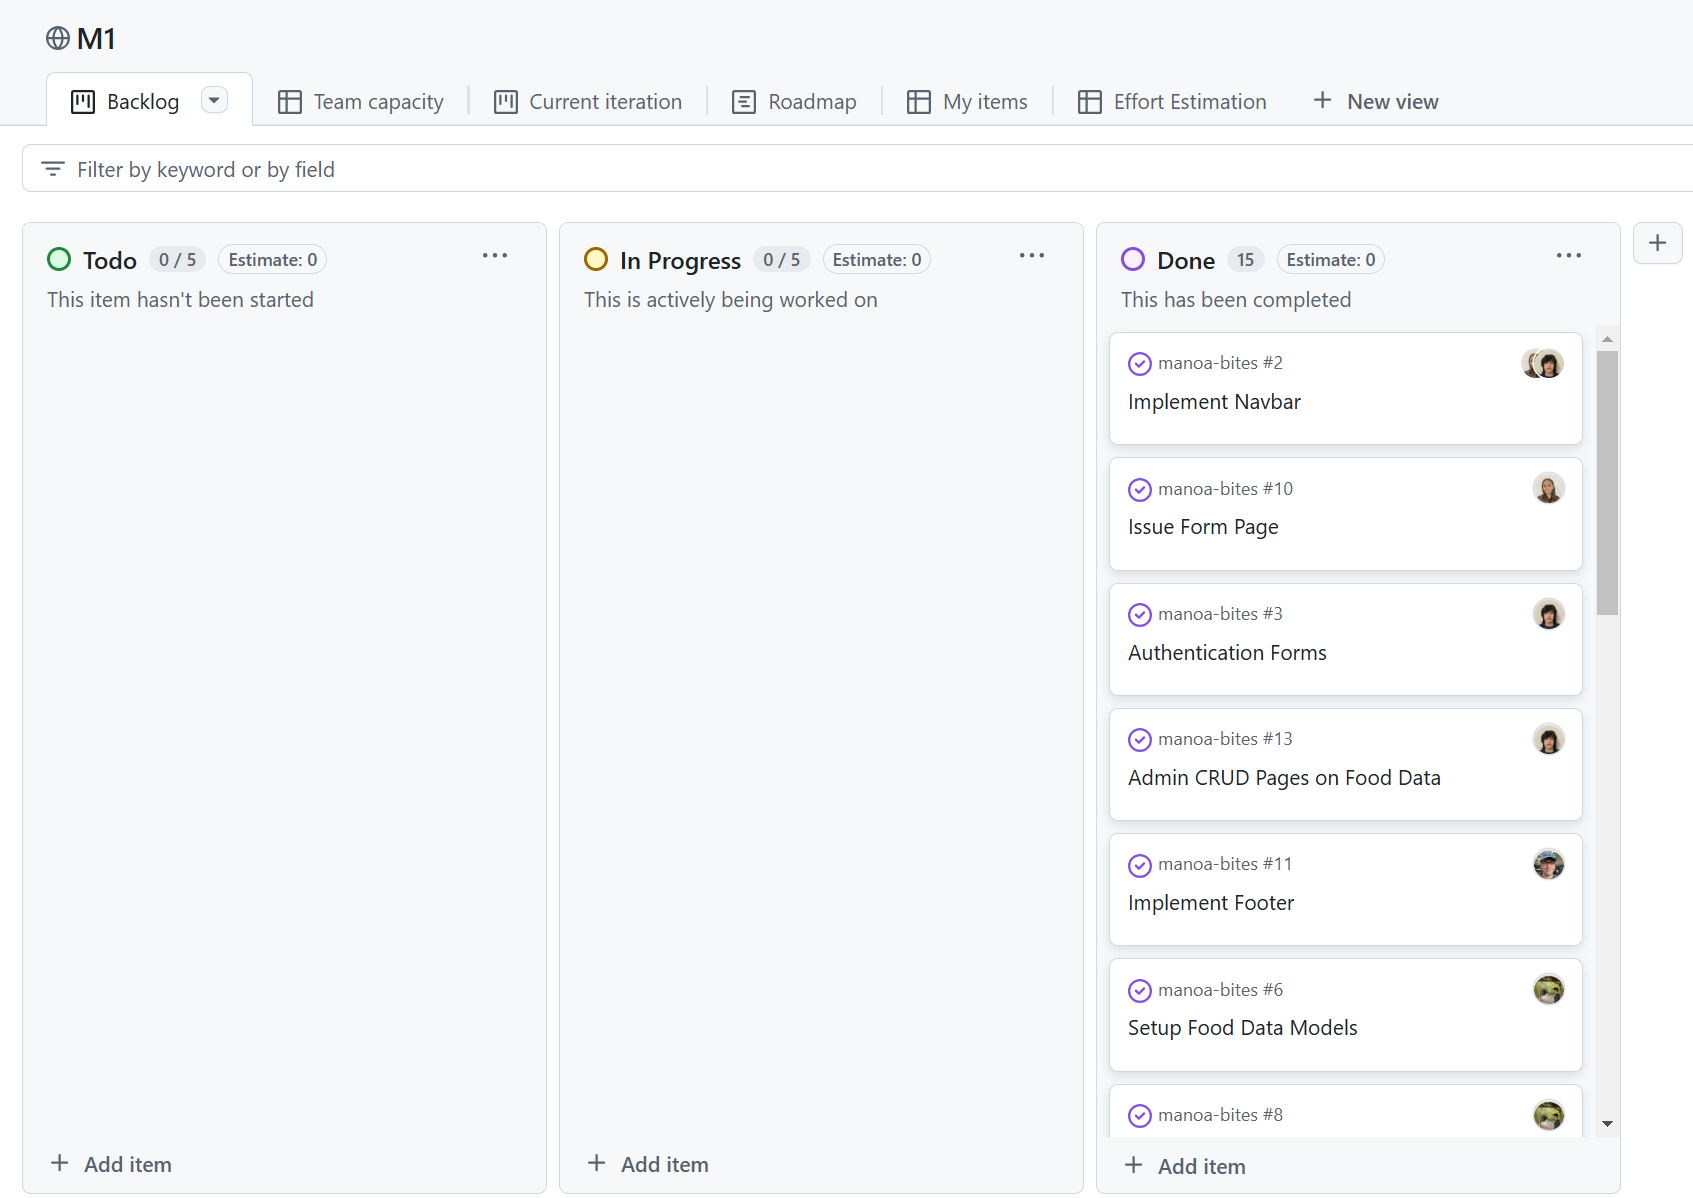 M1
Backlog
Team capacity
Current iteration
Roadmap
My items
Effort Estimation
New view
Filter by keyword or by field
Todo 0 / 5 Estimate: 0
This item hasn't been started
Add item
In Progress 0 / 5 Estimate: 0
This is actively being worked on
Add item
Done 15 Estimate: 0
This has been completed
manoa-bites #2
Implement Navbar
manoa-bites #10
Issue Form Page
manoa-bites #3
Authentication Forms
manoa-bites #13
Admin CRUD Pages on Food Data
manoa-bites #11
Implement Footer
manoa-bites #6
Setup Food Data Models
manoa-bites #8
Add item